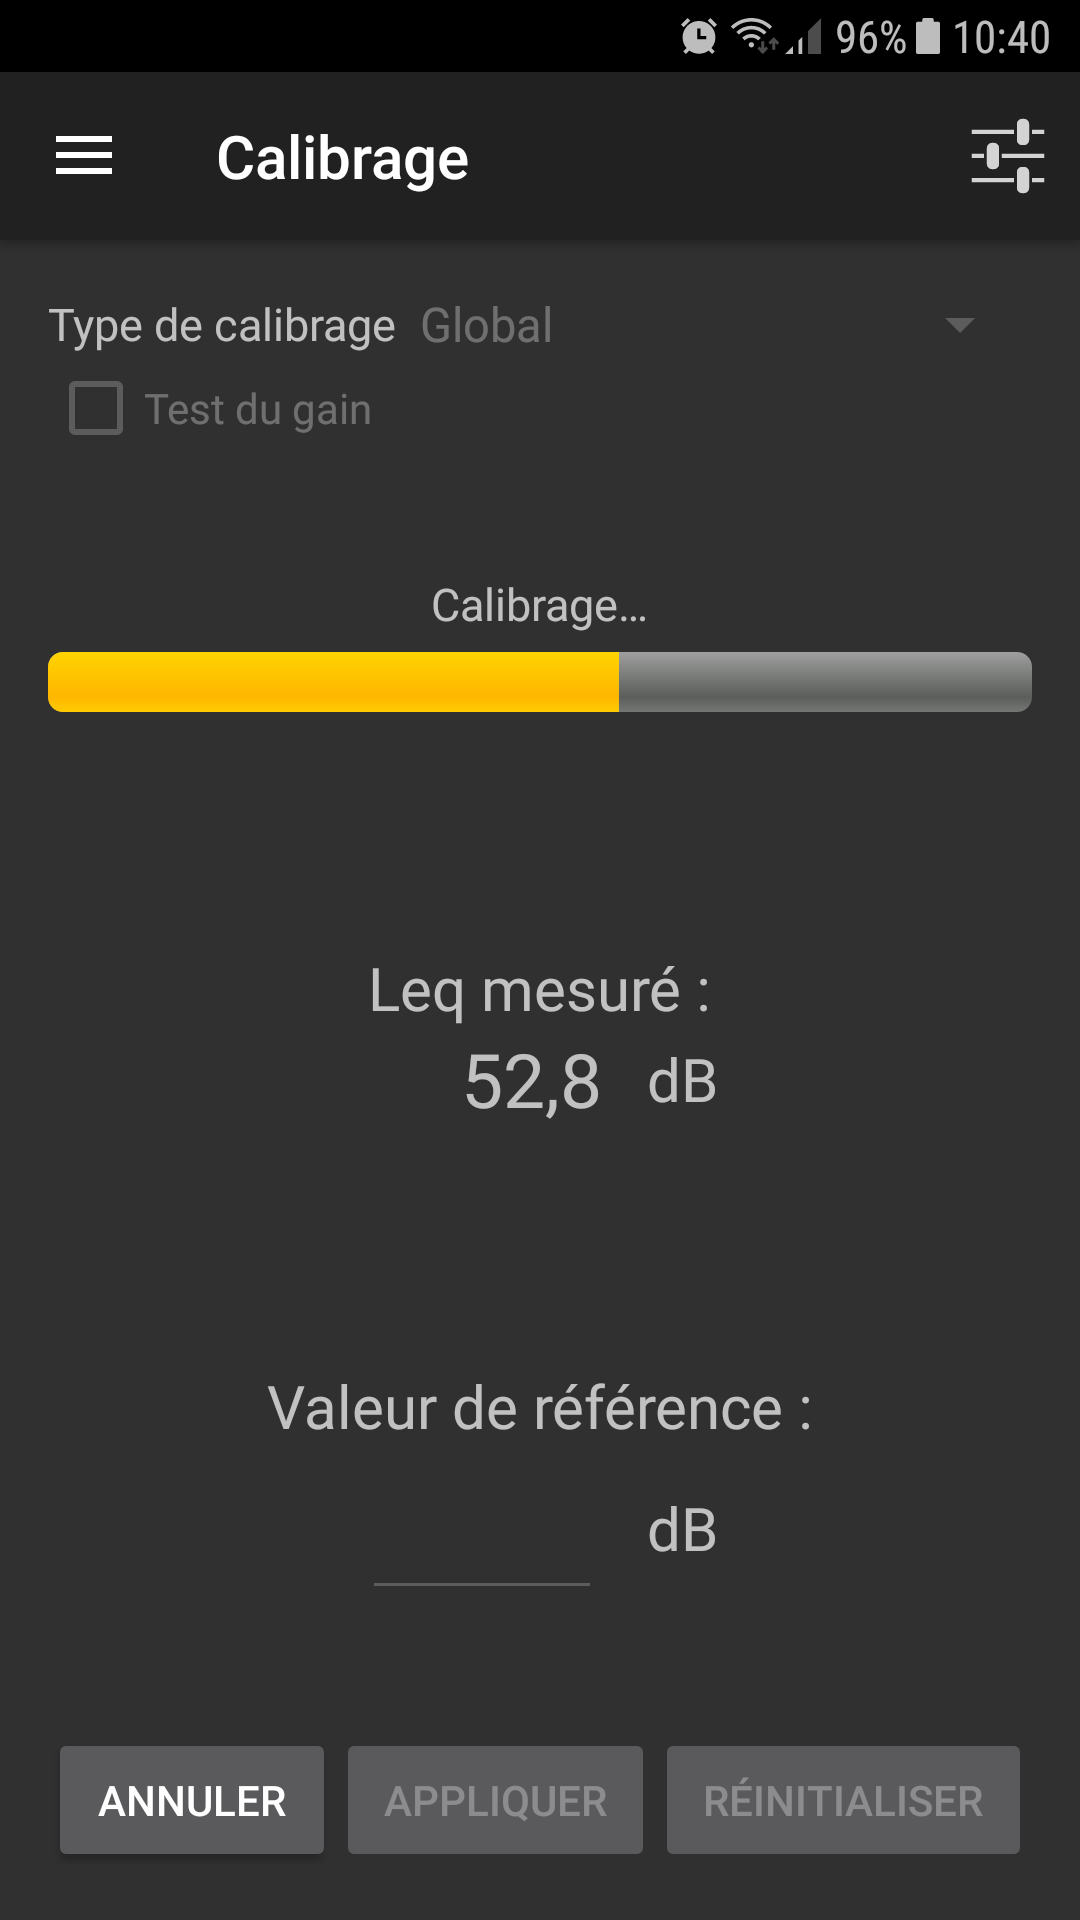 96% 10:40
Calibrage
Type de calibrage Global
Test du gain
Calibrage...
Leq mesuré :
52,8 dB
Valeur de référence :
dB
ANNULER APPLIQUER RÉINITIALISER